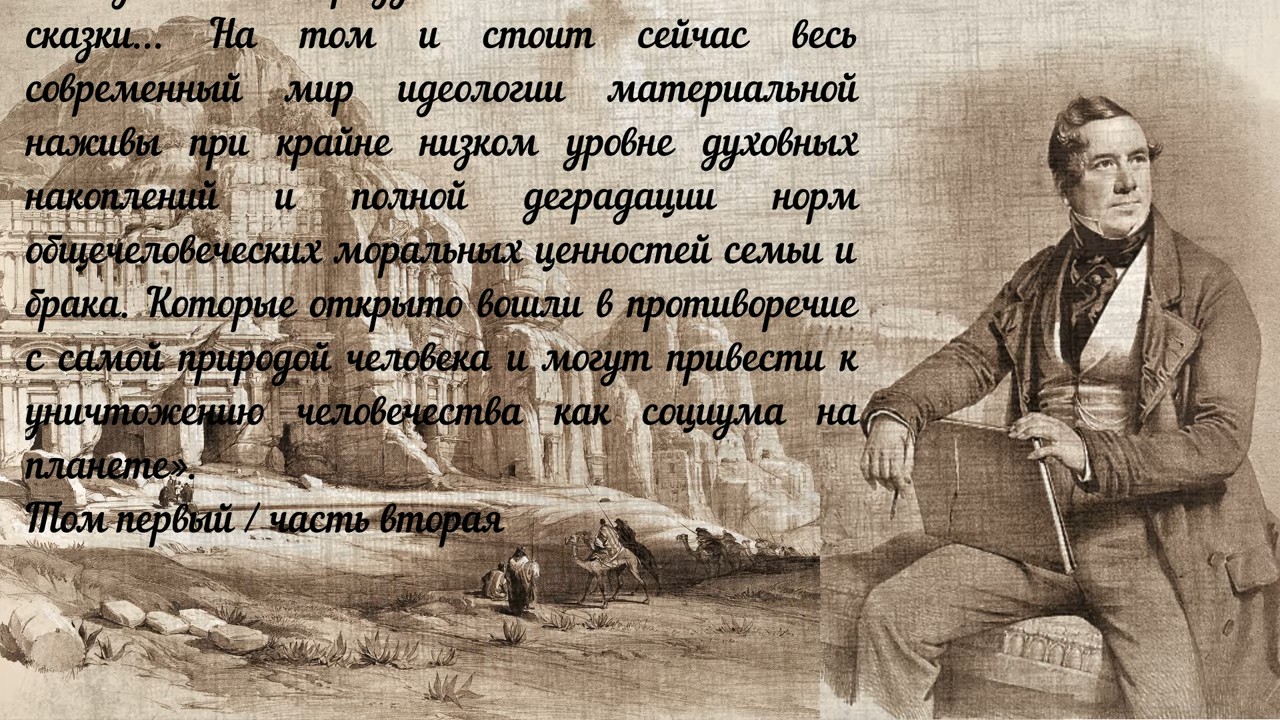 сказки... На том и стоит сейчас весь
современный мир идеологии материальной
наживы при крайне низком уровне духовных
накоплений и полной деградации норм
общечеловеческих моральных ценностей семьи и
брака. Которые открыто вошли в противоречие
с самой природой человека и могут привести к
уничтожению человечества как социума на
планете».
Том первый / часть вторая